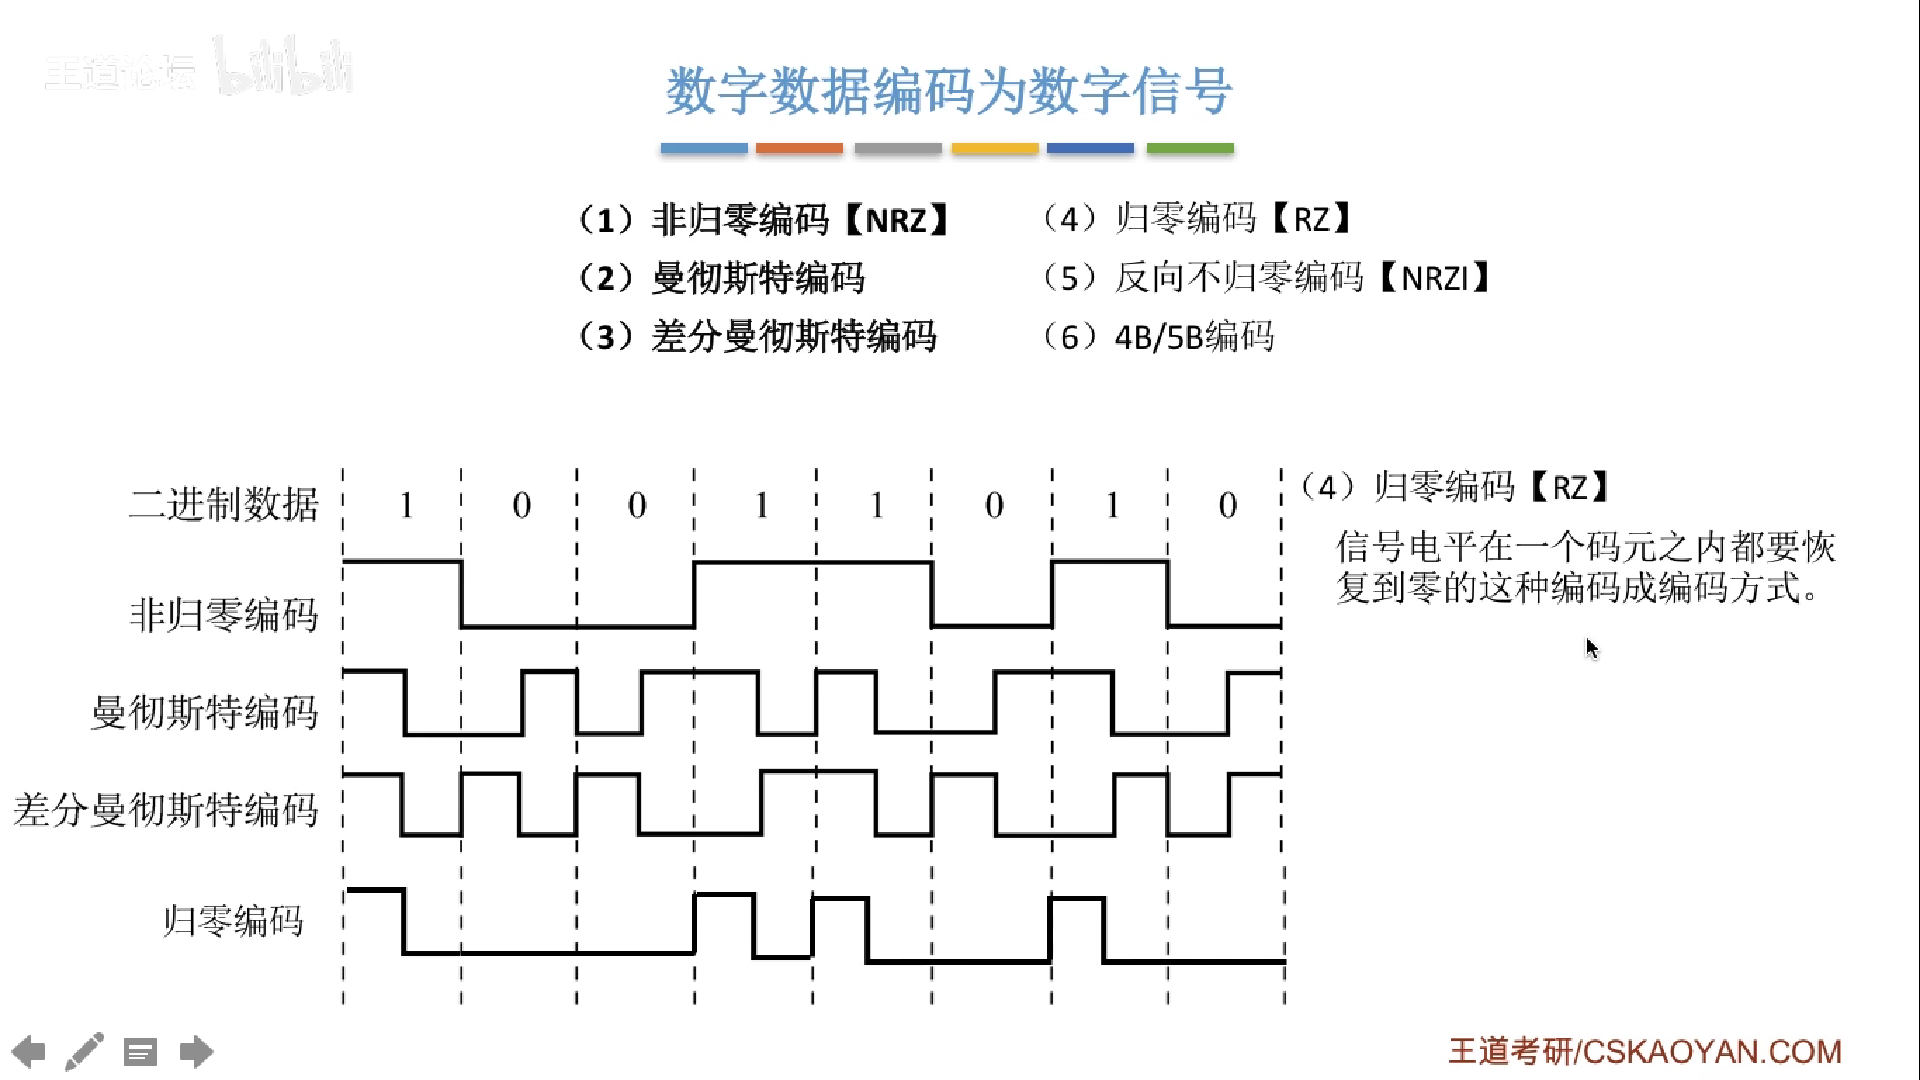 王道论坛 bilibili
数字数据编码为数字信号
（1）非归零编码【NRZ】
（2）曼彻斯特编码
（3）差分曼彻斯特编码
（4）归零编码【RZ】
（5）反向不归零编码【NRZI】
（6）4B/5B编码
二进制数据 1 0 0 1 1 0 1 0
非归零编码
曼彻斯特编码
差分曼彻斯特编码
归零编码
（4）归零编码【RZ】
信号电平在一个码元之内都要恢
复到零的这种编码成编码方式。
王道考研/CSKAOYAN.COM